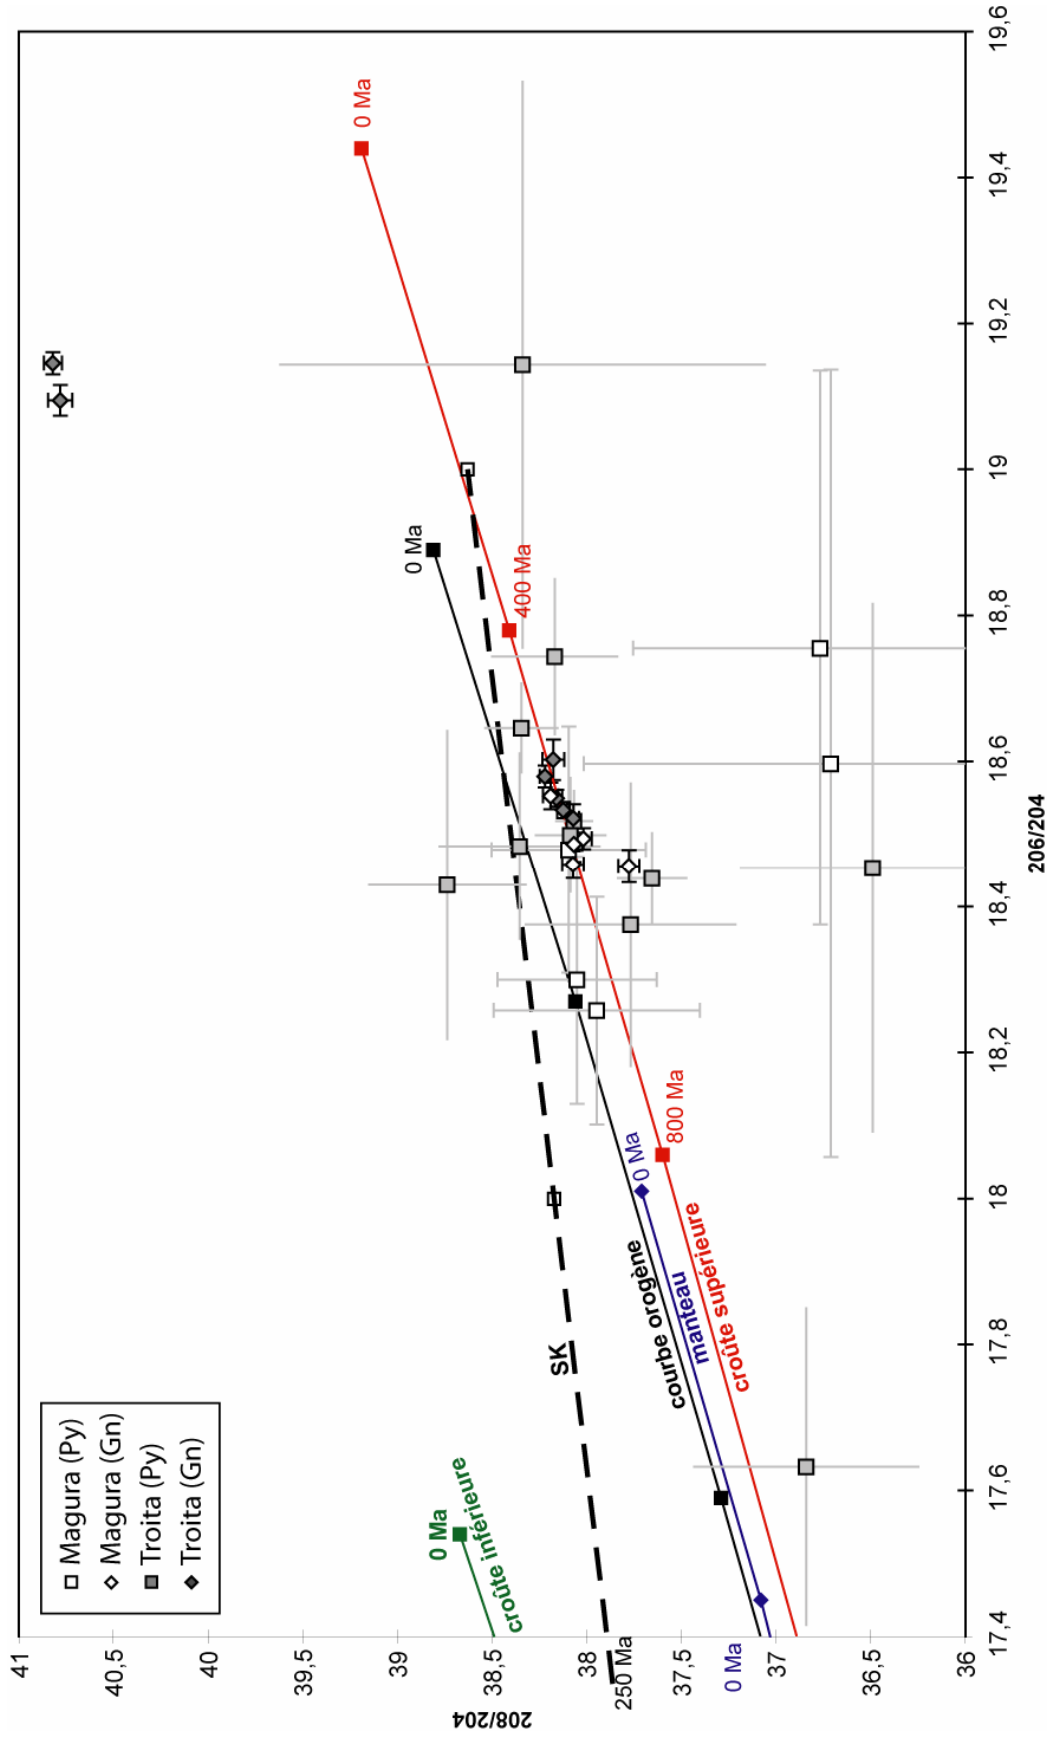 Magura (Py)
Magura (Gn)
Troita (Py)
Troita (Gn)
41
40,5
40
39,5
39
38,5
38
37,5
37
36,5
36
208/204
17,4
17,6
17,8
18
18,2
18,4
18,6
18,8
19
19,2
19,4
19,6
206/204
0 Ma
croûte inférieure
SK
250 Ma
0 Ma
courbe orogène
manteau
croûte supérieure
0 Ma
800 Ma
400 Ma
0 Ma
0 Ma